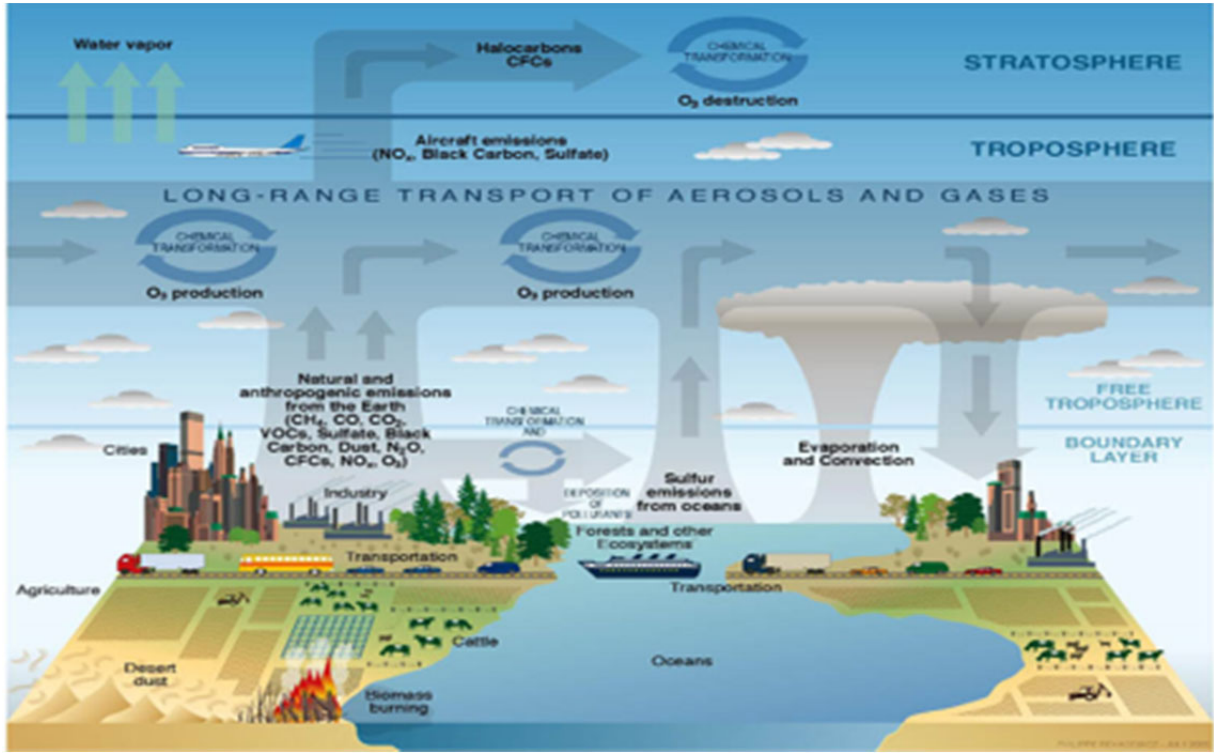 Water vapor
Halocarbons
CFCs
CHEMICAL
TRANSFORMATION
O₃ destruction
STRATOSPHERE
Aircraft emissions
(NOₓ, Black Carbon, Sulfate)
TROPOSPHERE
LONG-RANGE TRANSPORT OF AEROSOLS AND GASES
CHEMICAL
TRANSFORMATION
O₃ production
CHEMICAL
TRANSFORMATION
O₃ production
Natural and
anthropogenic emissions
from the Earth
(CH₄, CO, CO₂,
VOCs, Sulfate, Black
Carbon, Dust, N₂O,
CFCs, NOₓ, O₃)
CHEMICAL
TRANSFORMATION
AND
DEPOSITION
OF
POLLUTANTS
FREE
TROPOSPHERE
BOUNDARY
LAYER
Cities
Evaporation
and Convection
Industry
Sulfur
emissions
from oceans
Forests and other
Ecosystems
Transportation
Transportation
Agriculture
Cattle
Oceans
Desert
dust
Biomass
burning